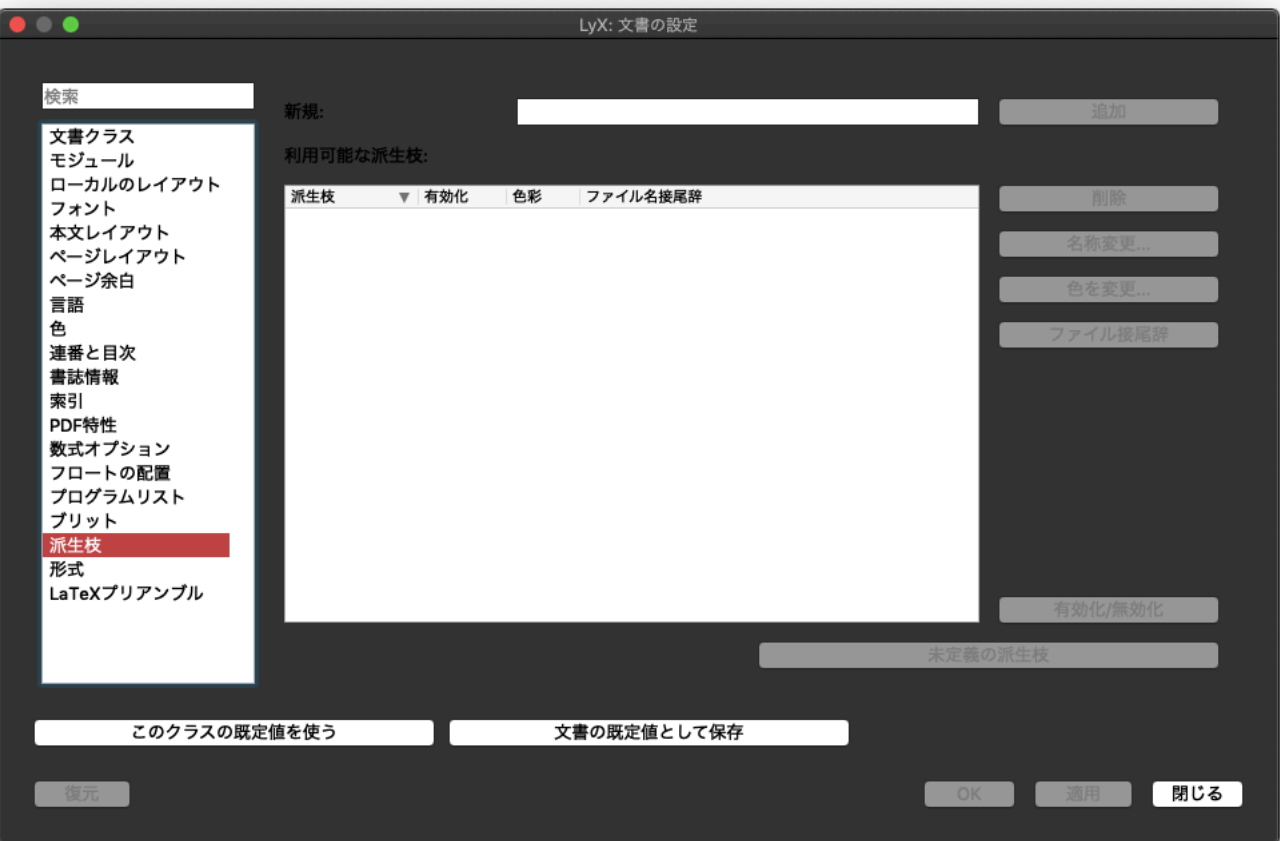 LyX: 文書の設定
検索
文書クラス
モジュール
ローカルのレイアウト
フォント
本文レイアウト
ページレイアウト
ページ余白
言語
色
連番と目次
書誌情報
索引
PDF特性
数式オプション
フロートの配置
プログラムリスト
ブリット
派生枝
形式
LaTeXプリアンブル
新規:
追加
利用可能な派生枝:
派生枝 ▼ 有効化 色彩 ファイル名接尾辞
削除
名称変更...
色を変更...
ファイル接尾辞
有効化/無効化
未定義の派生枝
このクラスの既定値を使う 文書の既定値として保存
復元 OK 適用 閉じる